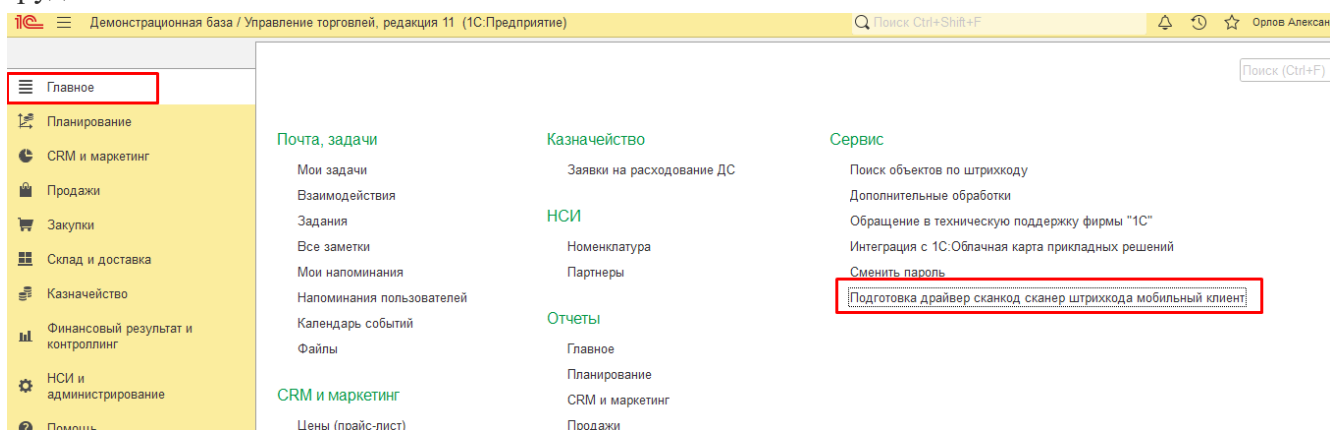 1С Демонстрационная база / Управление торговлей, редакция 11 (1С:Предприятие)
Поиск Ctrl+Shift+F
Орлов Алексан
Поиск (Ctrl+F)
Главное
Планирование
CRM и маркетинг
Продажи
Закупки
Склад и доставка
Казначейство
Финансовый результат и
контроллинг
НСИ и
администрирование
Помощь
Почта, задачи
Мои задачи
Взаимодействия
Задания
Все заметки
Мои напоминания
Напоминания пользователей
Календарь событий
Файлы
CRM и маркетинг
Цены (прайс-лист)
Казначейство
Заявки на расходование ДС
НСИ
Номенклатура
Партнеры
Отчеты
Главное
Планирование
CRM и маркетинг
Продажи
Сервис
Поиск объектов по штрихкоду
Дополнительные обработки
Обращение в техническую поддержку фирмы "1С"
Интеграция с 1С:Облачная карта прикладных решений
Сменить пароль
Подготовка драйвер сканкод сканер штрихкода мобильный клиент